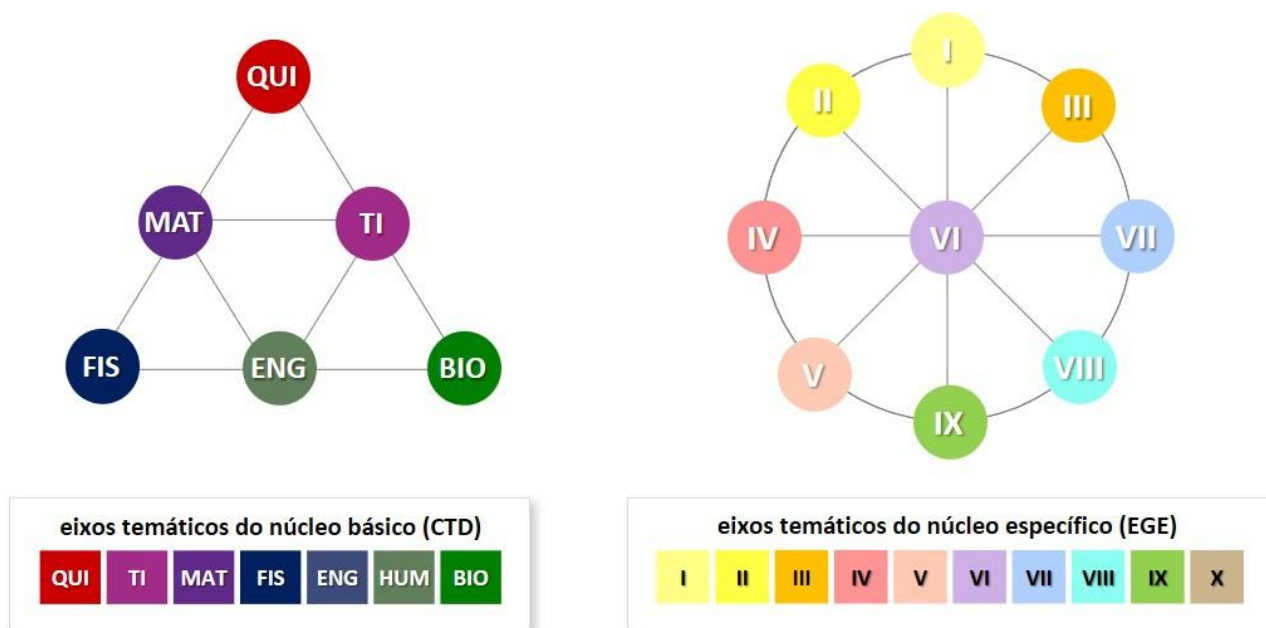 QUI
MAT TI
FIS ENG BIO
I
II III
IV VI VII
V VIII
IX
eixos temáticos do núcleo básico (CTD)
QUI TI MAT FIS ENG HUM BIO
eixos temáticos do núcleo específico (EGE)
I II III IV V VI VII VIII IX X